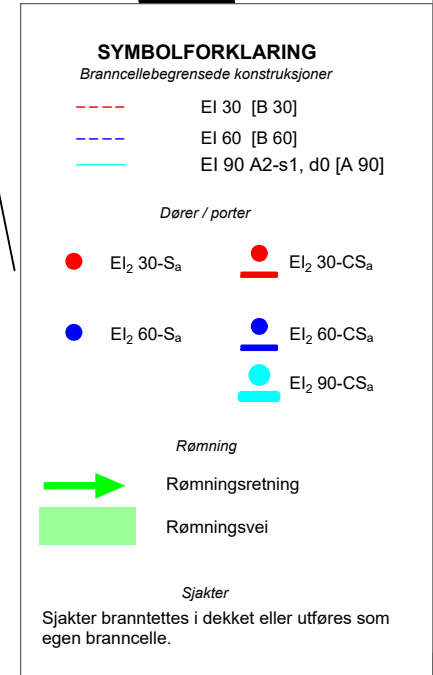 SYMBOLFORKLARING
Branncellebegrensede konstruksjoner
EI 30 [B 30]
EI 60 [B 60]
EI 90 A2-s1, d0 [A 90]
Dører / porter
EI₂ 30-Sₐ EI₂ 30-CSₐ
EI₂ 60-Sₐ EI₂ 60-CSₐ
EI₂ 90-CSₐ
Rømning
Rømningsretning
Rømningsvei
Sjakter
Sjakter branntettes i dekket eller utføres som
egen branncelle.